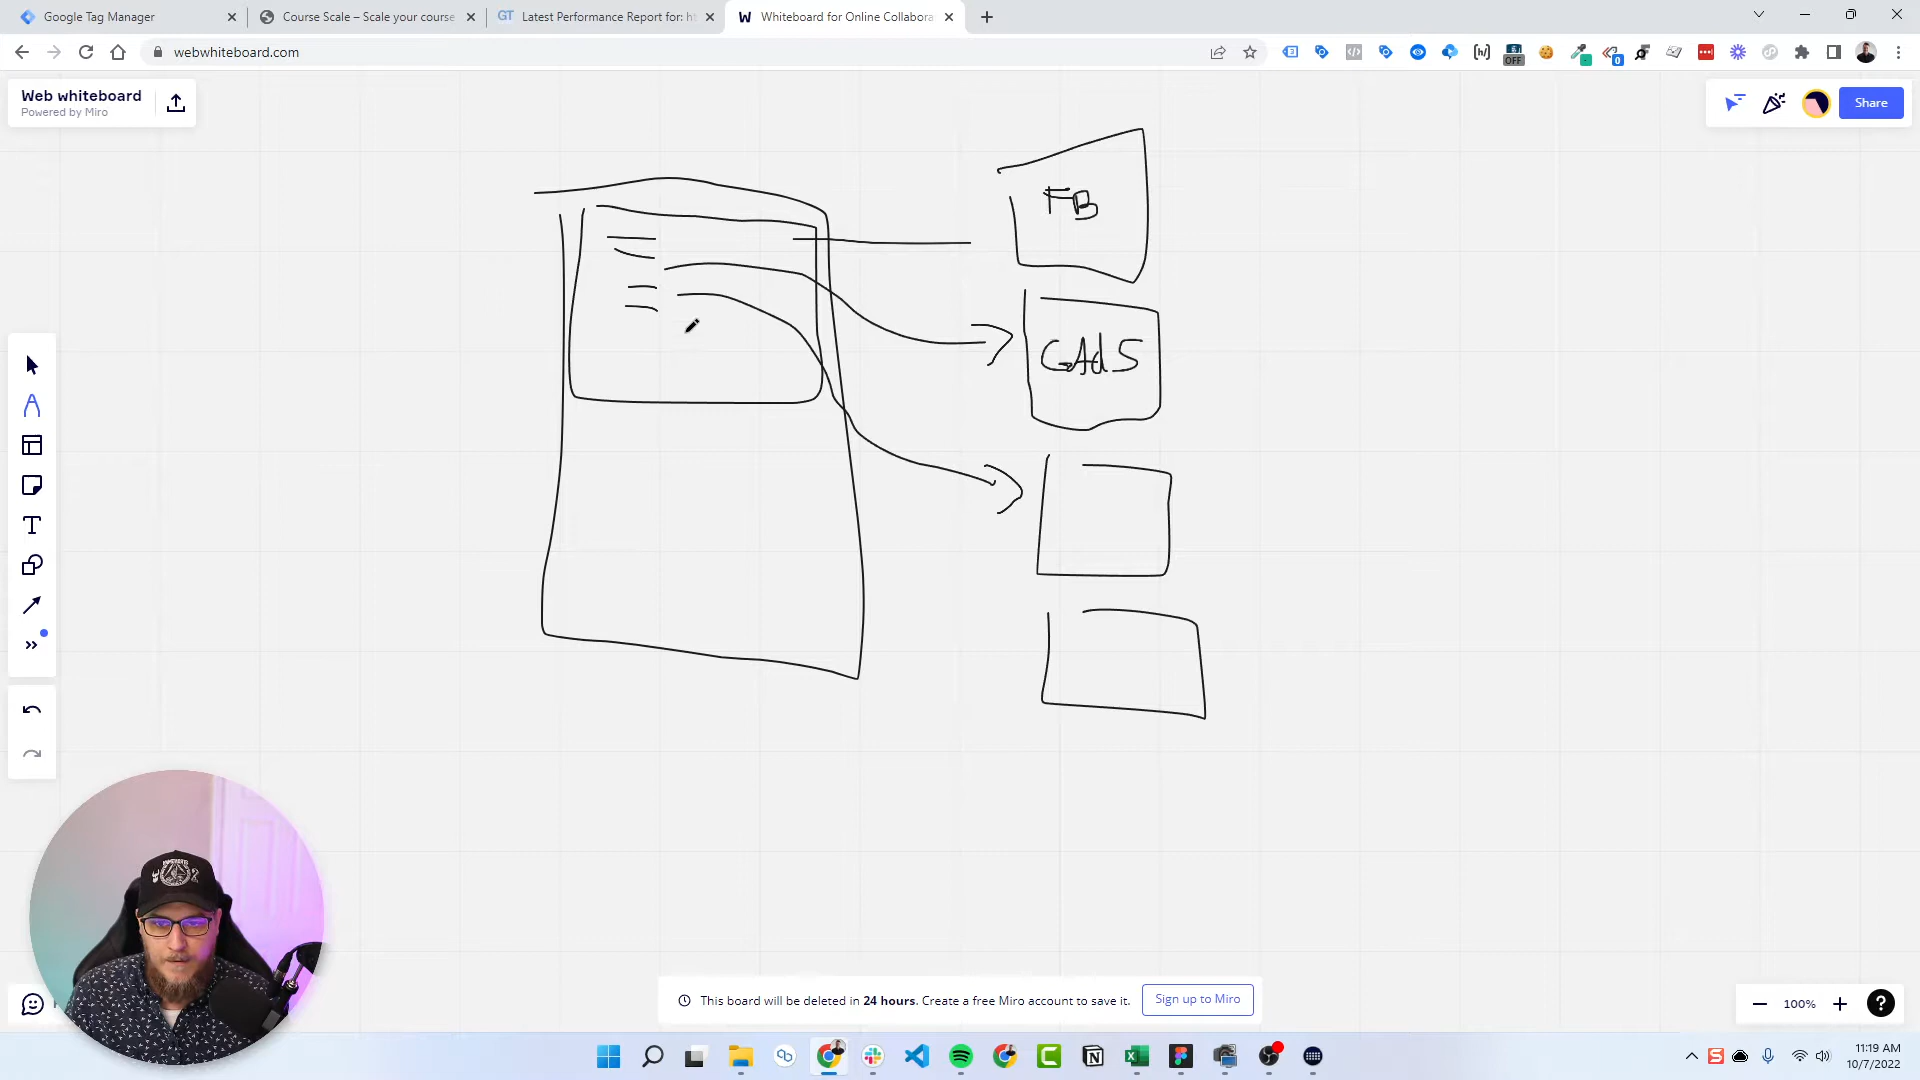 Google Tag Manager
Course Scale – Scale your course
GT
Latest Performance Report for: h
W
Whiteboard for Online Collabora
webwhiteboard.com
OFF
0
Web whiteboard
Powered by Miro
Share
FB
GAdS
This board will be deleted in 24 hours. Create a free Miro account to save it.
Sign up to Miro
100%
11:19 AM
10/7/2022